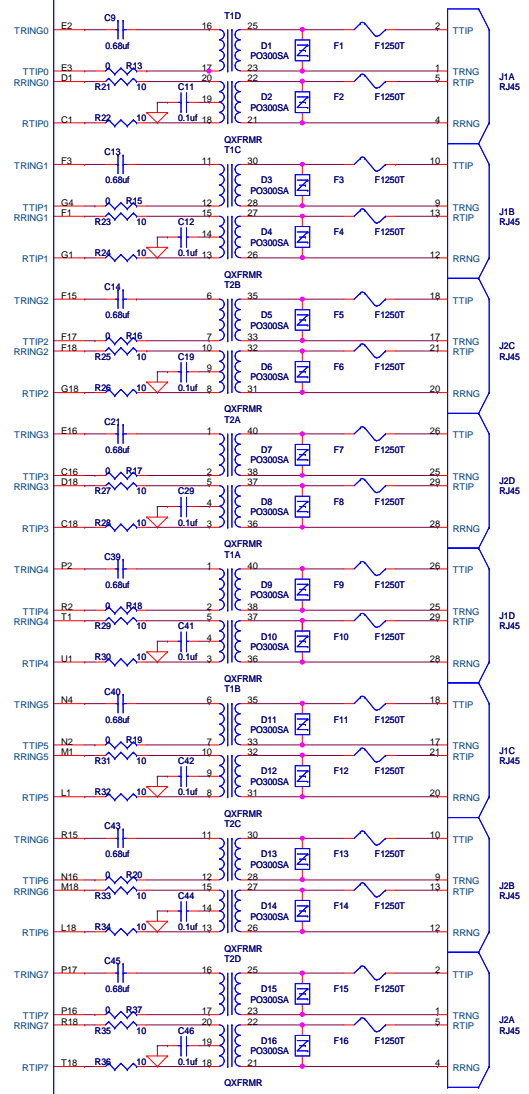 C9 T1D
TRING0 E2 16 25 2 TTIP
0.68uf D1 F1 F1250T
PO300SA
TTIP0 E3 0 R13 17 23 1 TRNG
RRING0 D1 R21 10 20 22 5 RTIP J1A
C11 19 D2 F2 F1250T RJ45
0.1uf PO300SA
RTIP0 C1 R22 10 18 21 4 RRNG
QXFRMR
C13 T1C
TRING1 F3 11 30 10 TTIP
0.68uf D3 F3 F1250T
PO300SA
TTIP1 G4 0 R15 12 28 9 TRNG
RRING1 F1 R23 10 15 27 13 RTIP J1B
C12 14 D4 F4 F1250T RJ45
0.1uf PO300SA
RTIP1 G1 R24 10 13 26 12 RRNG
QXFRMR
C14 T2B
TRING2 F15 6 35 18 TTIP
0.68uf D5 F5 F1250T
PO300SA
TTIP2 F17 0 R16 7 33 17 TRNG
RRING2 F18 R25 10 10 32 21 RTIP J2C
C19 9 D6 F6 F1250T RJ45
0.1uf PO300SA
RTIP2 G18 R26 10 8 31 20 RRNG
QXFRMR
C21 T2A
TRING3 E16 1 40 26 TTIP
0.68uf D7 F7 F1250T
PO300SA
TTIP3 C16 0 R17 2 38 25 TRNG
RRING3 D18 R27 10 5 37 29 RTIP J2D
C29 4 D8 F8 F1250T RJ45
0.1uf PO300SA
RTIP3 C18 R28 10 3 36 28 RRNG
QXFRMR
C39 T1A
TRING4 P2 1 40 26 TTIP
0.68uf D9 F9 F1250T
PO300SA
TTIP4 R2 0 R18 2 38 25 TRNG
RRING4 T1 R29 10 5 37 29 RTIP J1D
C41 4 D10 F10 F1250T RJ45
0.1uf PO300SA
RTIP4 U1 R30 10 3 36 28 RRNG
QXFRMR
C40 T1B
TRING5 N4 6 35 18 TTIP
0.68uf D11 F11 F1250T
PO300SA
TTIP5 N2 0 R19 7 33 17 TRNG
RRING5 M1 R31 10 10 32 21 RTIP J1C
C42 9 D12 F12 F1250T RJ45
0.1uf PO300SA
RTIP5 L1 R32 10 8 31 20 RRNG
QXFRMR
C43 T2C
TRING6 R15 11 30 10 TTIP
0.68uf D13 F13 F1250T
PO300SA
TTIP6 N16 0 R20 12 28 9 TRNG
RRING6 M18 R33 10 15 27 13 RTIP J2B
C44 14 D14 F14 F1250T RJ45
0.1uf PO300SA
RTIP6 L18 R34 10 13 26 12 RRNG
QXFRMR
C45 T2D
TRING7 P17 16 25 2 TTIP
0.68uf D15 F15 F1250T
PO300SA
TTIP7 P16 0 R37 17 23 1 TRNG
RRING7 R18 R35 10 20 22 5 RTIP J2A
C46 19 D16 F16 F1250T RJ45
0.1uf PO300SA
RTIP7 T18 R36 10 18 21 4 RRNG
QXFRMR